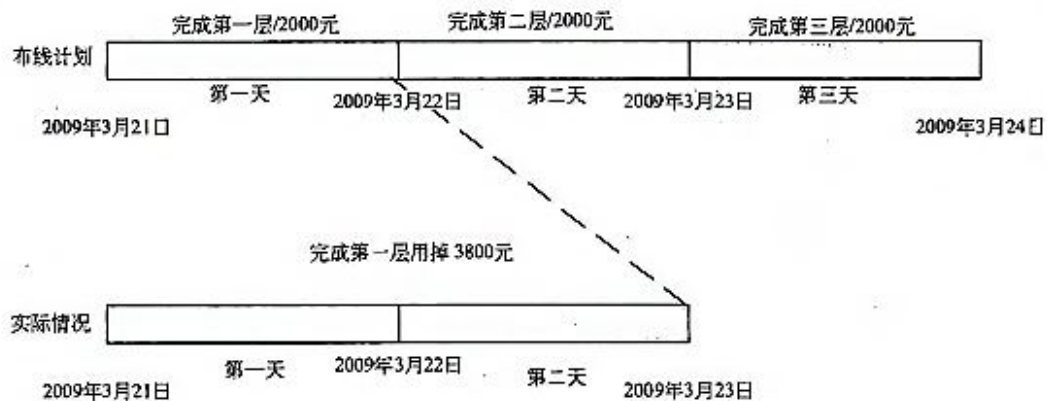 完成第一层/2000元 完成第二层/2000元 完成第三层/2000元
布线计划
第一天 2009年3月22日 第二天 2009年3月23日 第三天
2009年3月21日 2009年3月24日
完成第一层用掉 3800元
实际情况
第一天 2009年3月22日 第二天
2009年3月21日 2009年3月23日